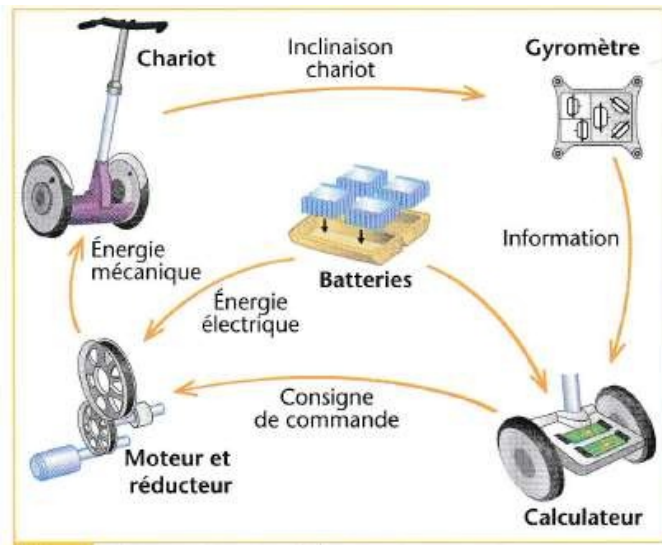 Chariot
Inclinaison
chariot
Gyromètre
Énergie
mécanique
Batteries
Information
Énergie
électrique
Consigne
de commande
Moteur et
réducteur
Calculateur